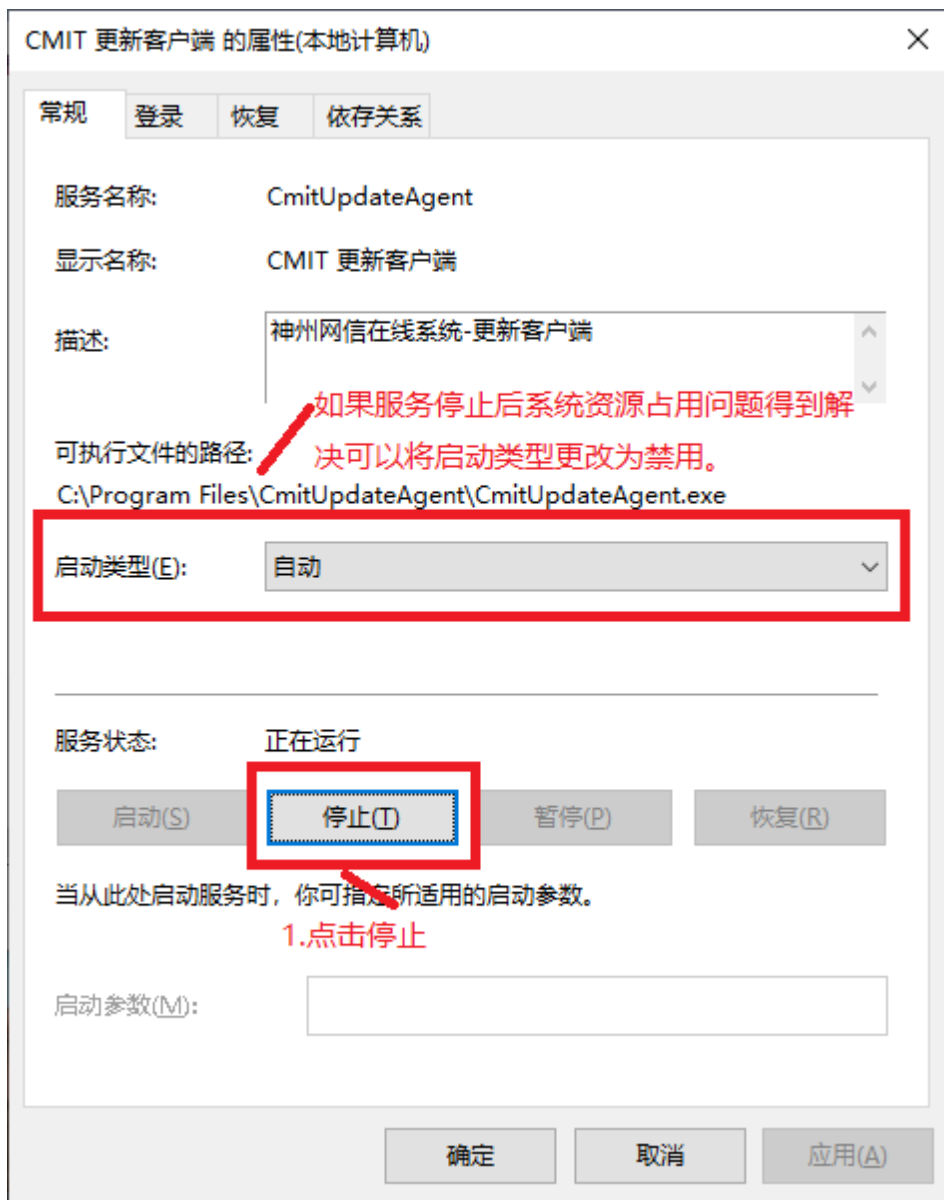 CMIT 更新客户端 的属性(本地计算机)
常规 登录 恢复 依存关系
服务名称: CmitUpdateAgent
显示名称: CMIT 更新客户端
描述: 神州网信在线系统-更新客户端
如果服务停止后系统资源占用问题得到解
决可以将启动类型更改为禁用。
可执行文件的路径:
C:\Program Files\CmitUpdateAgent\CmitUpdateAgent.exe
启动类型(E): 自动
服务状态: 正在运行
启动(S) 停止(T) 暂停(P) 恢复(R)
当从此处启动服务时，你可指定所适用的启动参数。
1.点击停止
启动参数(M):
确定 取消 应用(A)